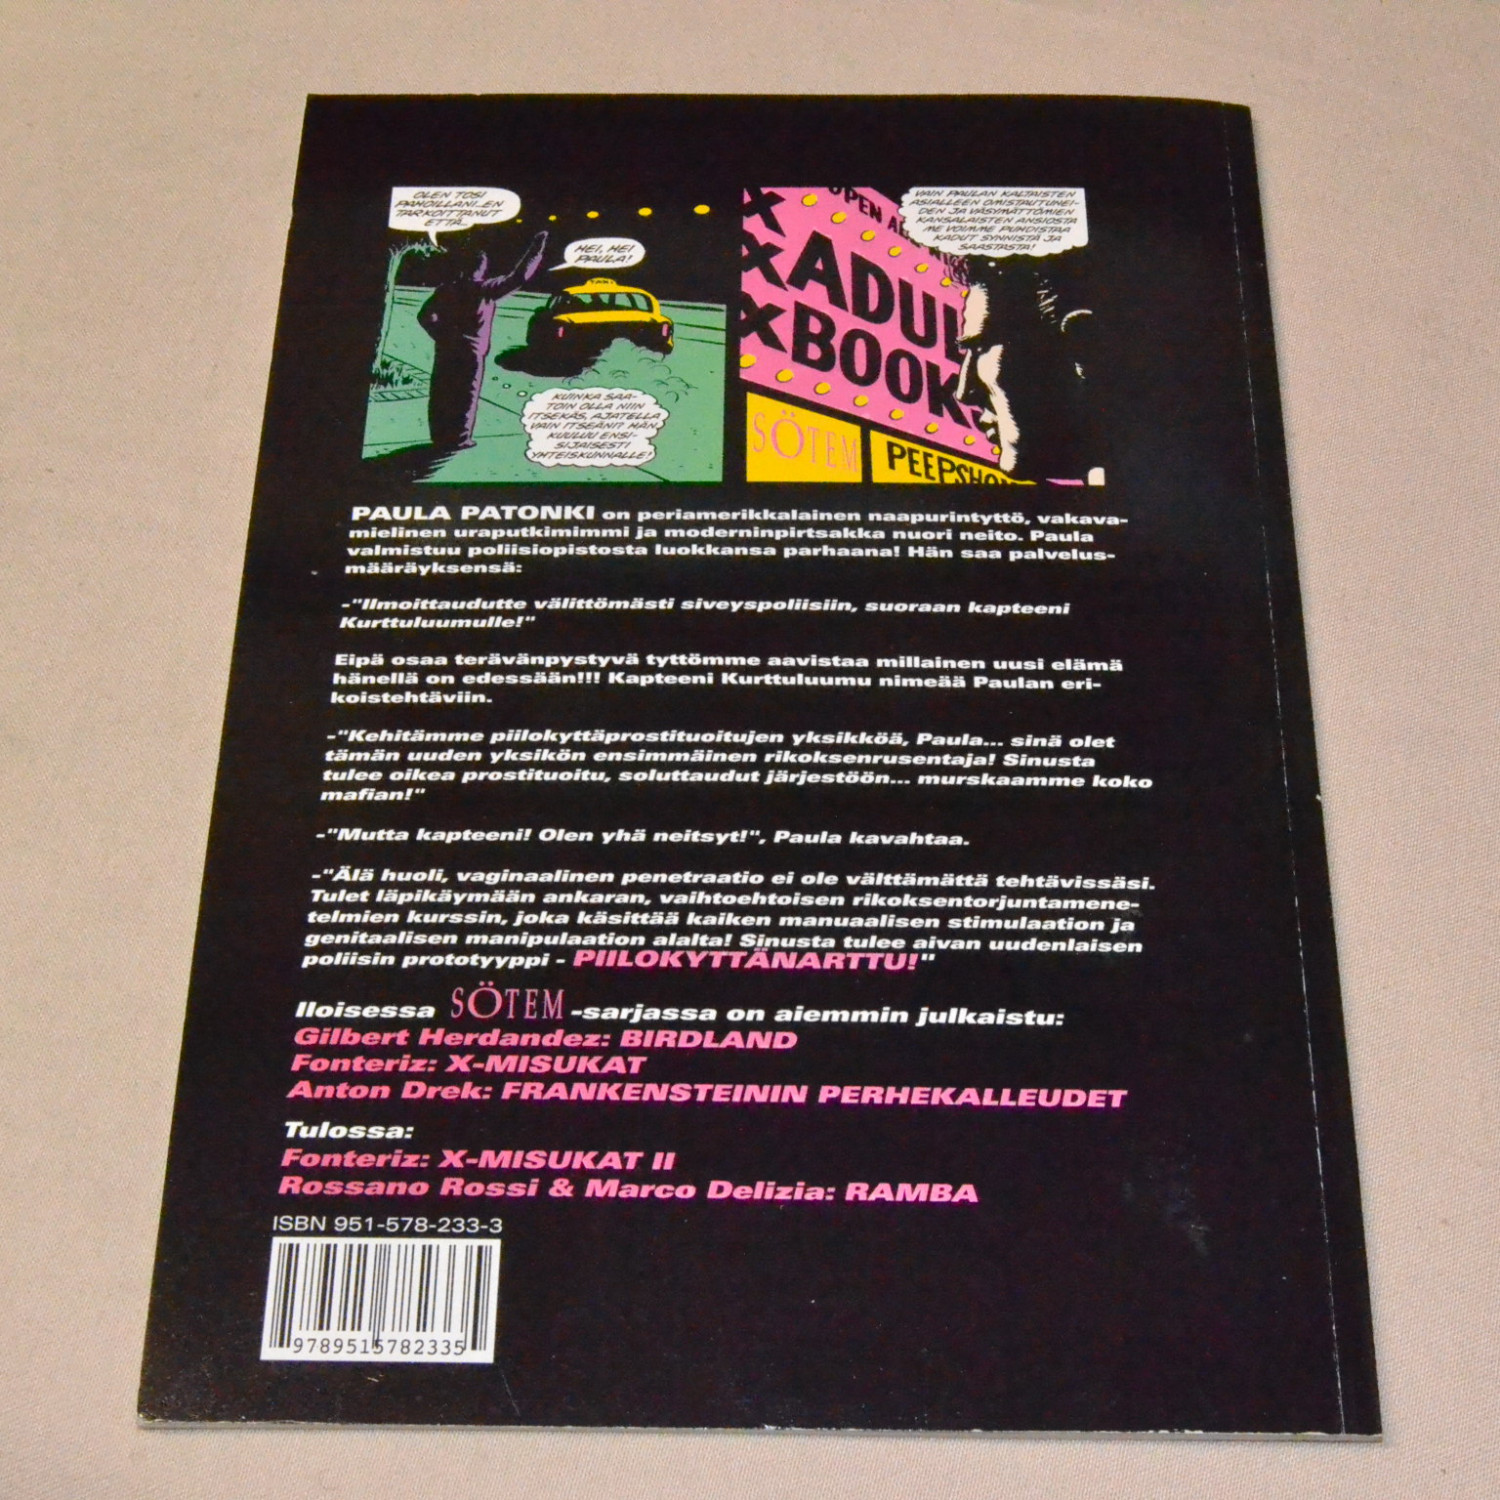 OLEN TOSI
PAHOILLANI...EN
TARKOITTANUT
ETTÄ...
HEI, HEI
PAULA!
TAXI
KUINKA SAA-
TOIN OLLA NIIN
ITSEKÄS, AJATELLA
VAIN ITSEÄNI? HÄN
KUULUU ENSI-
SIJAISESTI
YHTEISKUNNALLE!
VAIN PAULAN KALTAISTEN
ASIALLEEN OMISTAUTUNEI-
DEN JA VÄSYMÄTTÖMIEN
KANSALAISTEN ANSIOSTA
ME VOIMME PUHDISTAA
KADUT SYNNISTÄ JA
SAASTASTA!
OPEN ALL
X
XADUL
XBOOK
SÖTEM
PEEPSHO
PAULA PATONKI on periamerikkalainen naapurintyttö, vakava-
mielinen uraputkimimmi ja moderninpirtsakka nuori neito. Paula
valmistuu poliisiopistosta luokkansa parhaana! Hän saa palvelus-
määräyksensä:
-"Ilmoittaudutte välittömästi siveyspoliisiin, suoraan kapteeni
Kurttuluumulle!"
Eipä osaa terävänpystyvä tyttömme aavistaa millainen uusi elämä
hänellä on edessään!!! Kapteeni Kurttuluumu nimeää Paulan eri-
koistehtäviin.
-"Kehitämme piilokyttäprostituoitujen yksikköä, Paula... sinä olet
tämän uuden yksikön ensimmäinen rikoksenrusentaja! Sinusta
tulee oikea prostituoitu, soluttaudut järjestöön... murskaamme koko
mafian!"
-"Mutta kapteeni! Olen yhä neitsyt!", Paula kavahtaa.
-"Älä huoli, vaginaalinen penetraatio ei ole välttämättä tehtävissäsi.
Tulet läpikäymään ankaran, vaihtoehtoisen rikoksentorjuntamene-
telmien kurssin, joka käsittää kaiken manuaalisen stimulaation ja
genitaalisen manipulaation alalta! Sinusta tulee aivan uudenlaisen
poliisin prototyyppi - PIILOKYTTÄNARTTU!"
Iloisessa SÖTEM -sarjassa on aiemmin julkaistu:
Gilbert Herdandez: BIRDLAND
Fonteriz: X-MISUKAT
Anton Drek: FRANKENSTEININ PERHEKALLEUDET
Tulossa:
Fonteriz: X-MISUKAT II
Rossano Rossi & Marco Delizia: RAMBA
ISBN 951-578-233-3
9789515782335